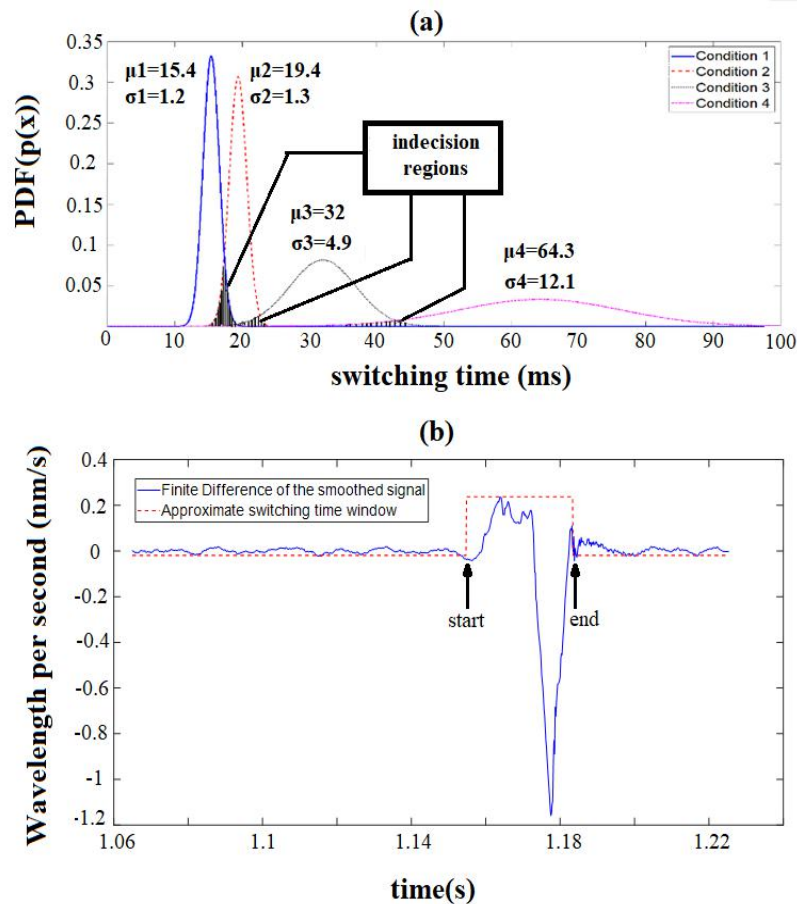 (a)
PDF(p(x))
0.35
0.3
0.25
0.2
0.15
0.1
0.05
0
μ1=15.4
σ1=1.2
μ2=19.4
σ2=1.3
Condition 1
Condition 2
Condition 3
Condition 4
indecision
regions
μ3=32
σ3=4.9
μ4=64.3
σ4=12.1
0 10 20 30 40 50 60 70 80 90 100
switching time (ms)
(b)
Wavelength per second (nm/s)
0.4
0.2
0
-0.2
-0.4
-0.6
-0.8
-1
-1.2
Finite Difference of the smoothed signal
Approximate switching time window
start
end
1.06 1.1 1.14 1.18 1.22
time(s)